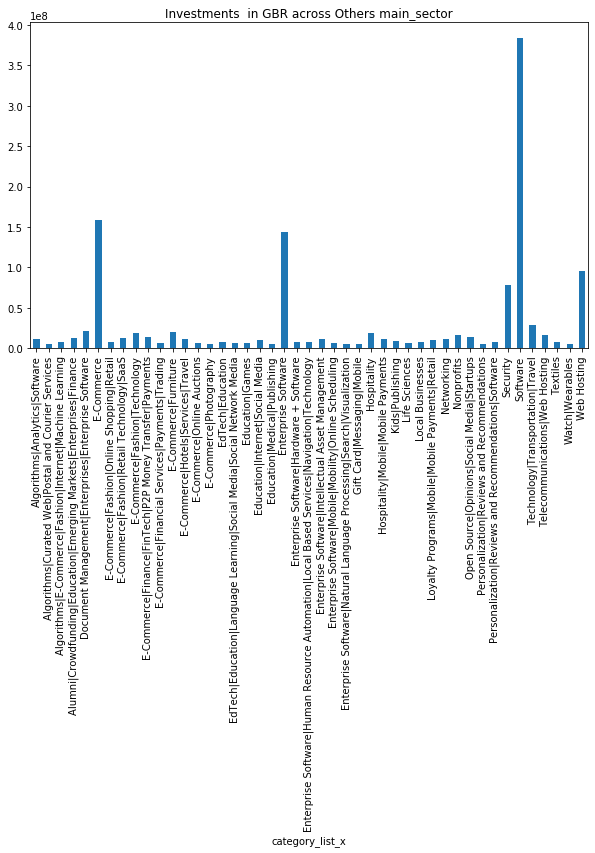 Investments  in GBR across Others main_sector
1e8
4.0
3.5
3.0
2.5
2.0
1.5
1.0
0.5
0.0
Algorithms|Analytics|Software
Algorithms|Curated Web|Postal and Courier Services
Algorithms|E-Commerce|Fashion|Internet|Machine Learning
Alumni|Crowdfunding|Education|Emerging Markets|Enterprises|Finance
Document Management|Enterprises|Enterprise Software
E-Commerce
E-Commerce|Fashion|Online Shopping|Retail
E-Commerce|Fashion|Retail Technology|SaaS
E-Commerce|Fashion|Technology
E-Commerce|Finance|FinTech|P2P Money Transfer|Payments
E-Commerce|Financial Services|Payments|Trading
E-Commerce|Furniture
E-Commerce|Hotels|Services|Travel
E-Commerce|Online Auctions
E-Commerce|Photography
EdTech|Education
EdTech|Education|Language Learning|Social Media|Social Network Media
Education|Games
Education|Internet|Social Media
Education|Medical|Publishing
Enterprise Software
Enterprise Software|Hardware + Software
Enterprise Software|Human Resource Automation|Local Based Services|Navigation|Technology
Enterprise Software|Intellectual Asset Management
Enterprise Software|Mobile|Mobility|Online Scheduling
Enterprise Software|Natural Language Processing|Search|Visualization
Gift Card|Messaging|Mobile
Hospitality
Hospitality|Mobile|Mobile Payments
Kids|Publishing
Life Sciences
Local Businesses
Loyalty Programs|Mobile|Mobile Payments|Retail
Networking
Nonprofits
Open Source|Opinions|Social Media|Startups
Personalization|Reviews and Recommendations
Personalization|Reviews and Recommendations|Software
Security
Software
Technology|Transportation|Travel
Telecommunications|Web Hosting
Textiles
Watch|Wearables
Web Hosting
category_list_x